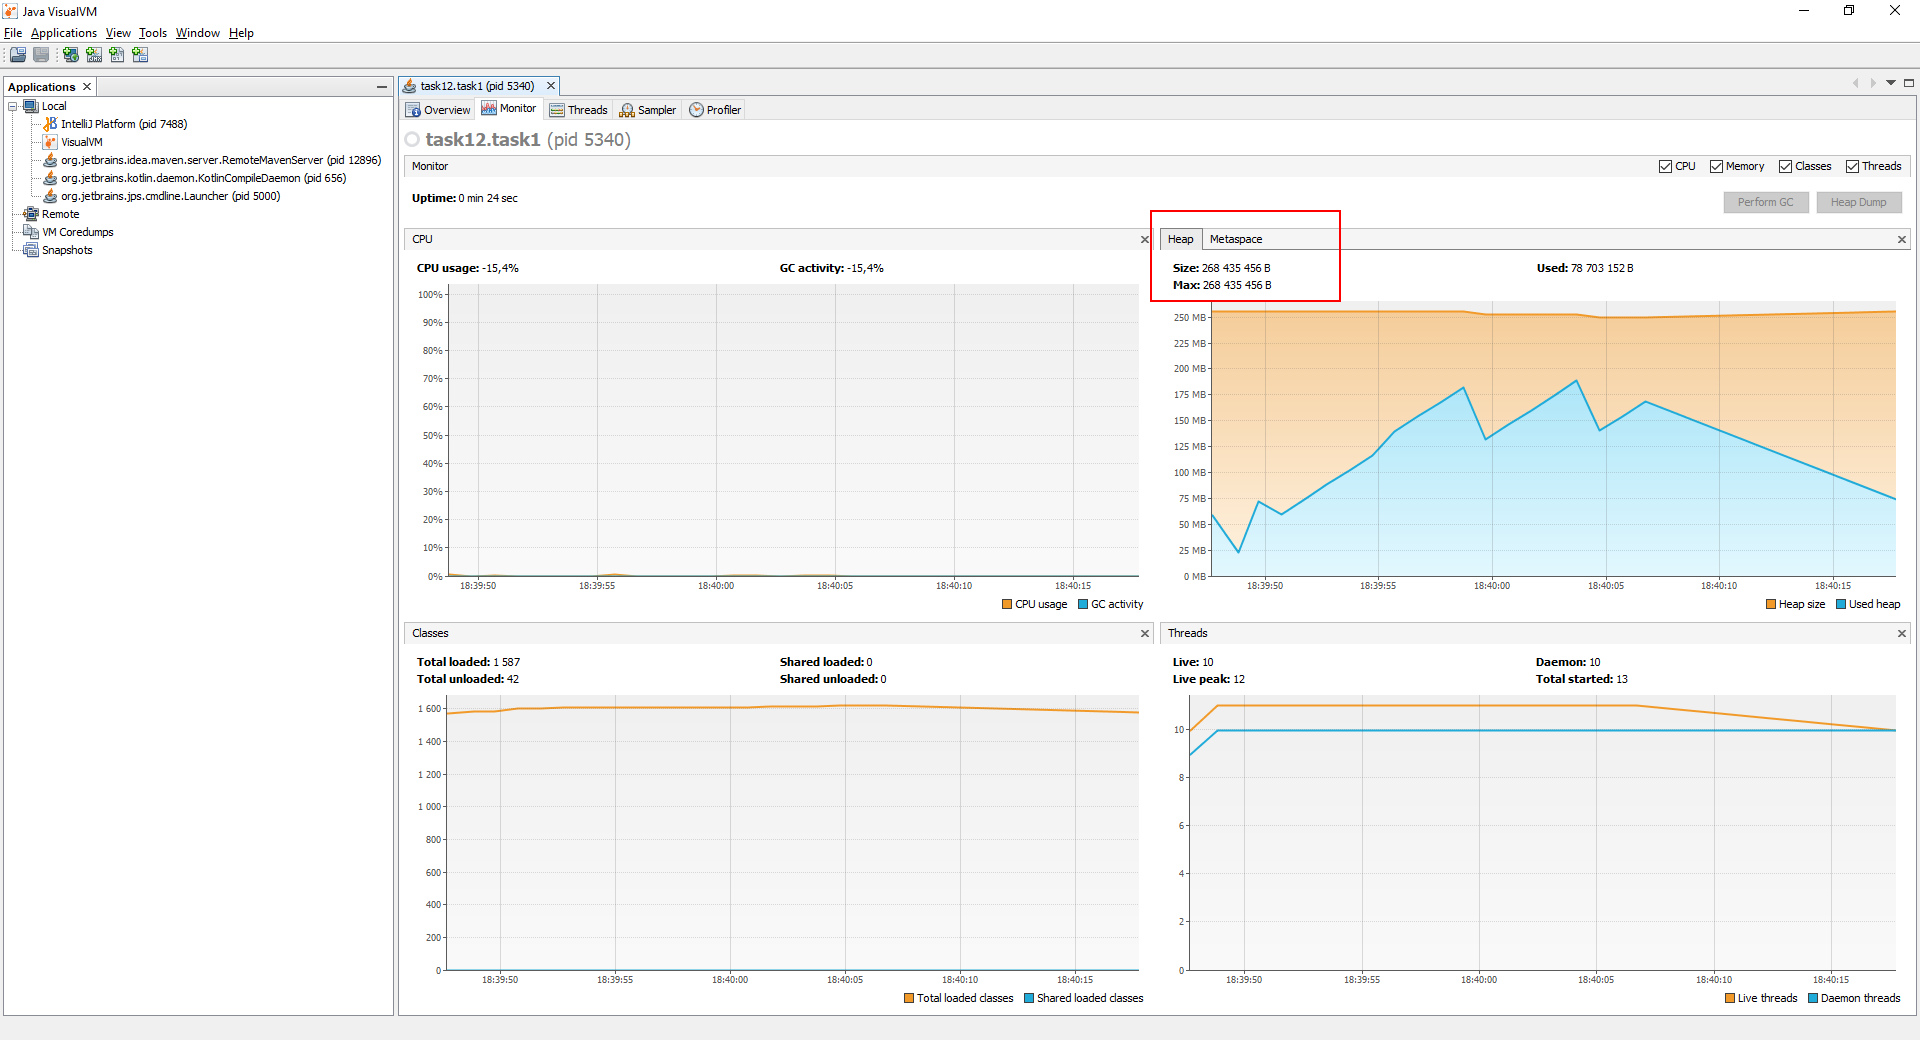 Java VisualVM
File Applications View Tools Window Help
Applications
Local
IntelliJ Platform (pid 7488)
VisualVM
org.jetbrains.idea.maven.server.RemoteMavenServer (pid 12896)
org.jetbrains.kotlin.daemon.KotlinCompileDaemon (pid 656)
org.jetbrains.jps.cmdline.Launcher (pid 5000)
Remote
VM Coredumps
Snapshots
task12.task1 (pid 5340)
Overview Monitor Threads Sampler Profiler
task12.task1 (pid 5340)
Monitor CPU Memory Classes Threads
Uptime: 0 min 24 sec
Perform GC Heap Dump
CPU
CPU usage: -15,4% GC activity: -15,4%
100%
90%
80%
70%
60%
50%
40%
30%
20%
10%
0%
18:39:50 18:39:55 18:40:00 18:40:05 18:40:10 18:40:15
CPU usage GC activity
Heap Metaspace
Size: 268 435 456 B Used: 78 703 152 B
Max: 268 435 456 B
250 MB
225 MB
200 MB
175 MB
150 MB
125 MB
100 MB
75 MB
50 MB
25 MB
0 MB
18:39:50 18:39:55 18:40:00 18:40:05 18:40:10 18:40:15
Heap size Used heap
Classes
Total loaded: 1 587 Shared loaded: 0
Total unloaded: 42 Shared unloaded: 0
1 600
1 400
1 200
1 000
800
600
400
200
0
18:39:50 18:39:55 18:40:00 18:40:05 18:40:10 18:40:15
Total loaded classes Shared loaded classes
Threads
Live: 10 Daemon: 10
Live peak: 12 Total started: 13
10
8
6
4
2
0
18:39:50 18:39:55 18:40:00 18:40:05 18:40:10 18:40:15
Live threads Daemon threads